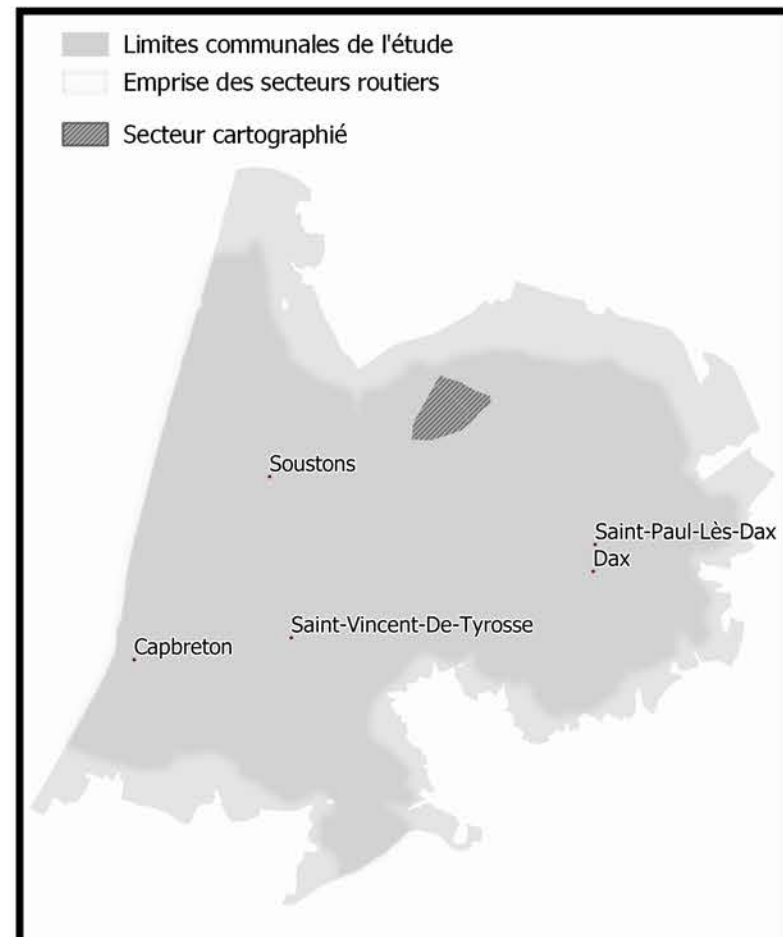 Limites communales de l'étude
Emprise des secteurs routiers
Secteur cartographié
Soustons
Saint-Paul-Lès-Dax
Dax
Saint-Vincent-De-Tyrosse
Capbreton